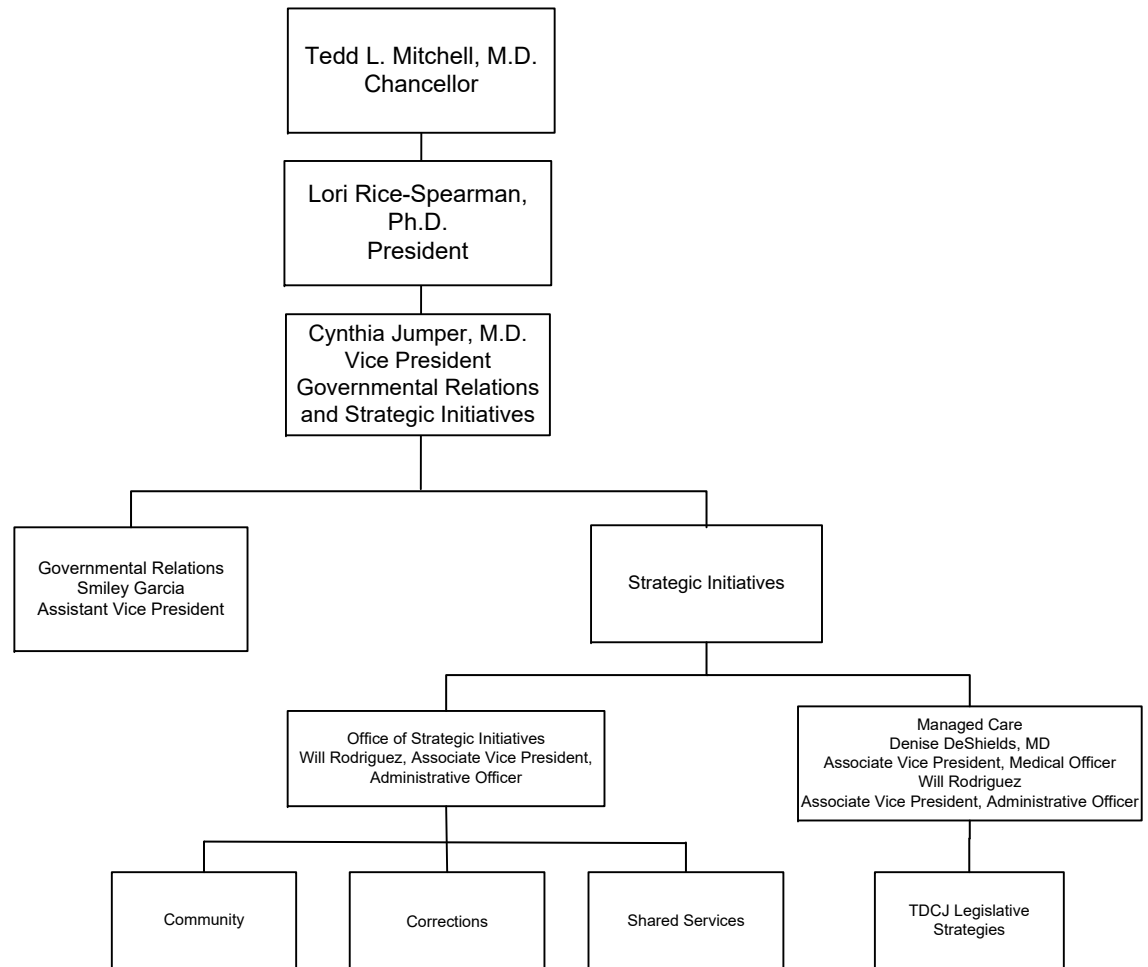 Tedd L. Mitchell, M.D.
Chancellor
Lori Rice-Spearman,
Ph.D.
President
Cynthia Jumper, M.D.
Vice President
Governmental Relations
and Strategic Initiatives
Governmental Relations
Smiley Garcia
Assistant Vice President
Strategic Initiatives
Office of Strategic Initiatives
Will Rodriguez, Associate Vice President,
Administrative Officer
Managed Care
Denise DeShields, MD
Associate Vice President, Medical Officer
Will Rodriguez
Associate Vice President, Administrative Officer
Community
Corrections
Shared Services
TDCJ Legislative
Strategies